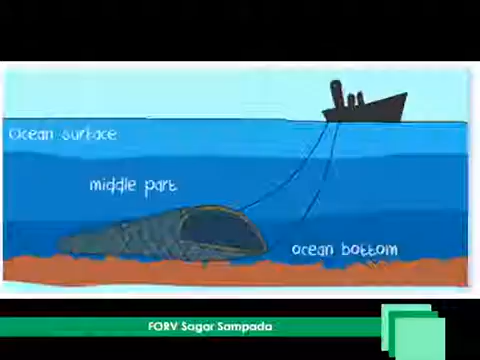 Ocean surface
middle part
ocean bottom
FORV Sagar Sampada